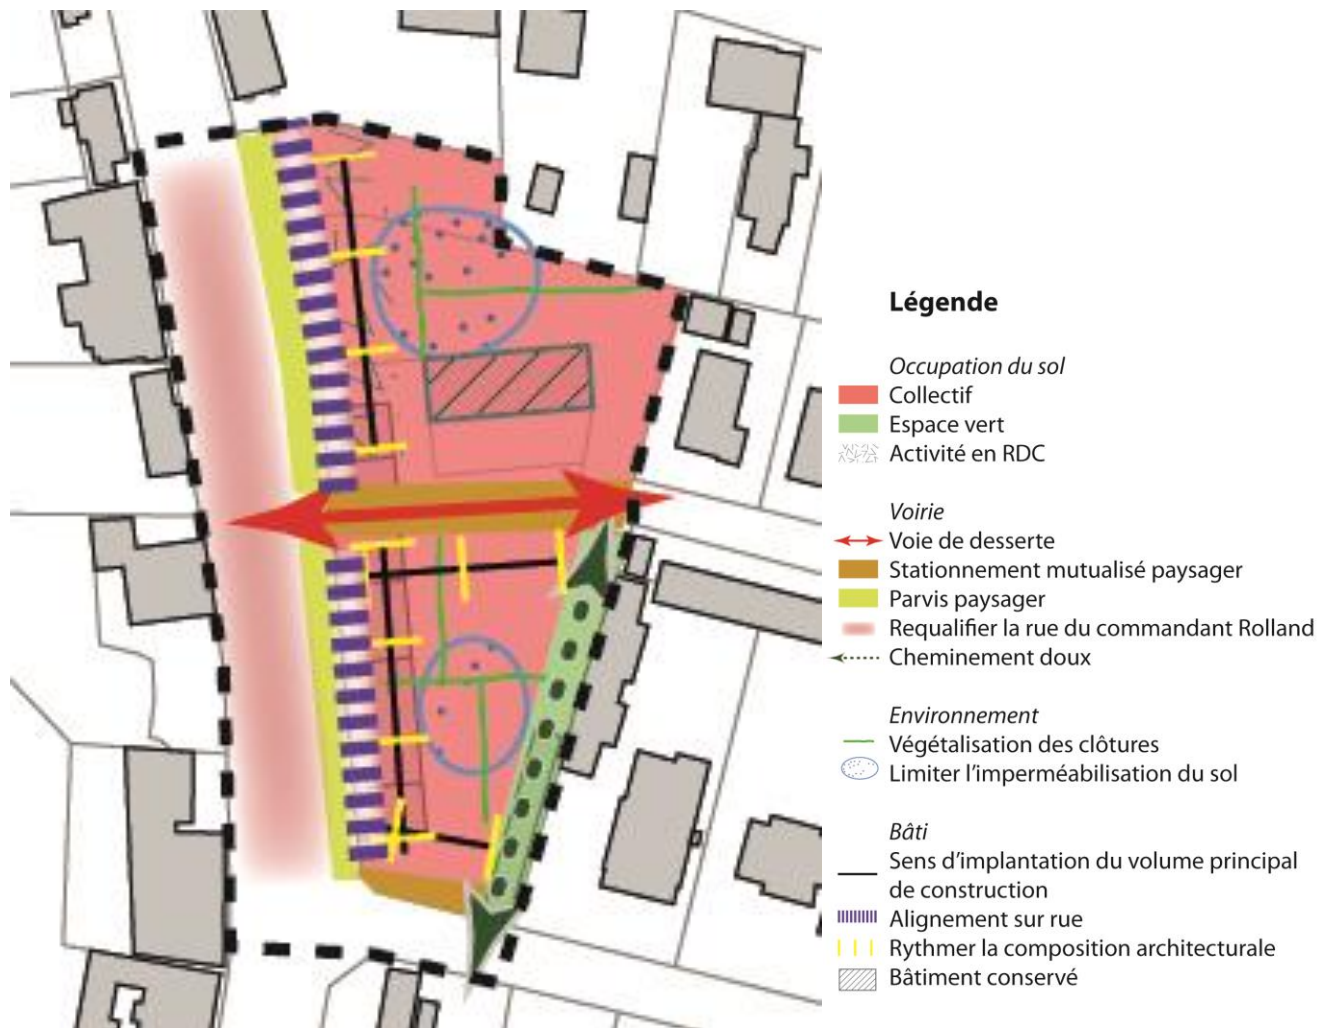 Légende
Occupation du sol
Collectif
Espace vert
Activité en RDC
Voirie
Voie de desserte
Stationnement mutualisé paysager
Parvis paysager
Requalifier la rue du commandant Rolland
Cheminement doux
Environnement
Végétalisation des clôtures
Limiter l'imperméabilisation du sol
Bâti
Sens d'implantation du volume principal
de construction
Alignement sur rue
Rythmer la composition architecturale
Bâtiment conservé